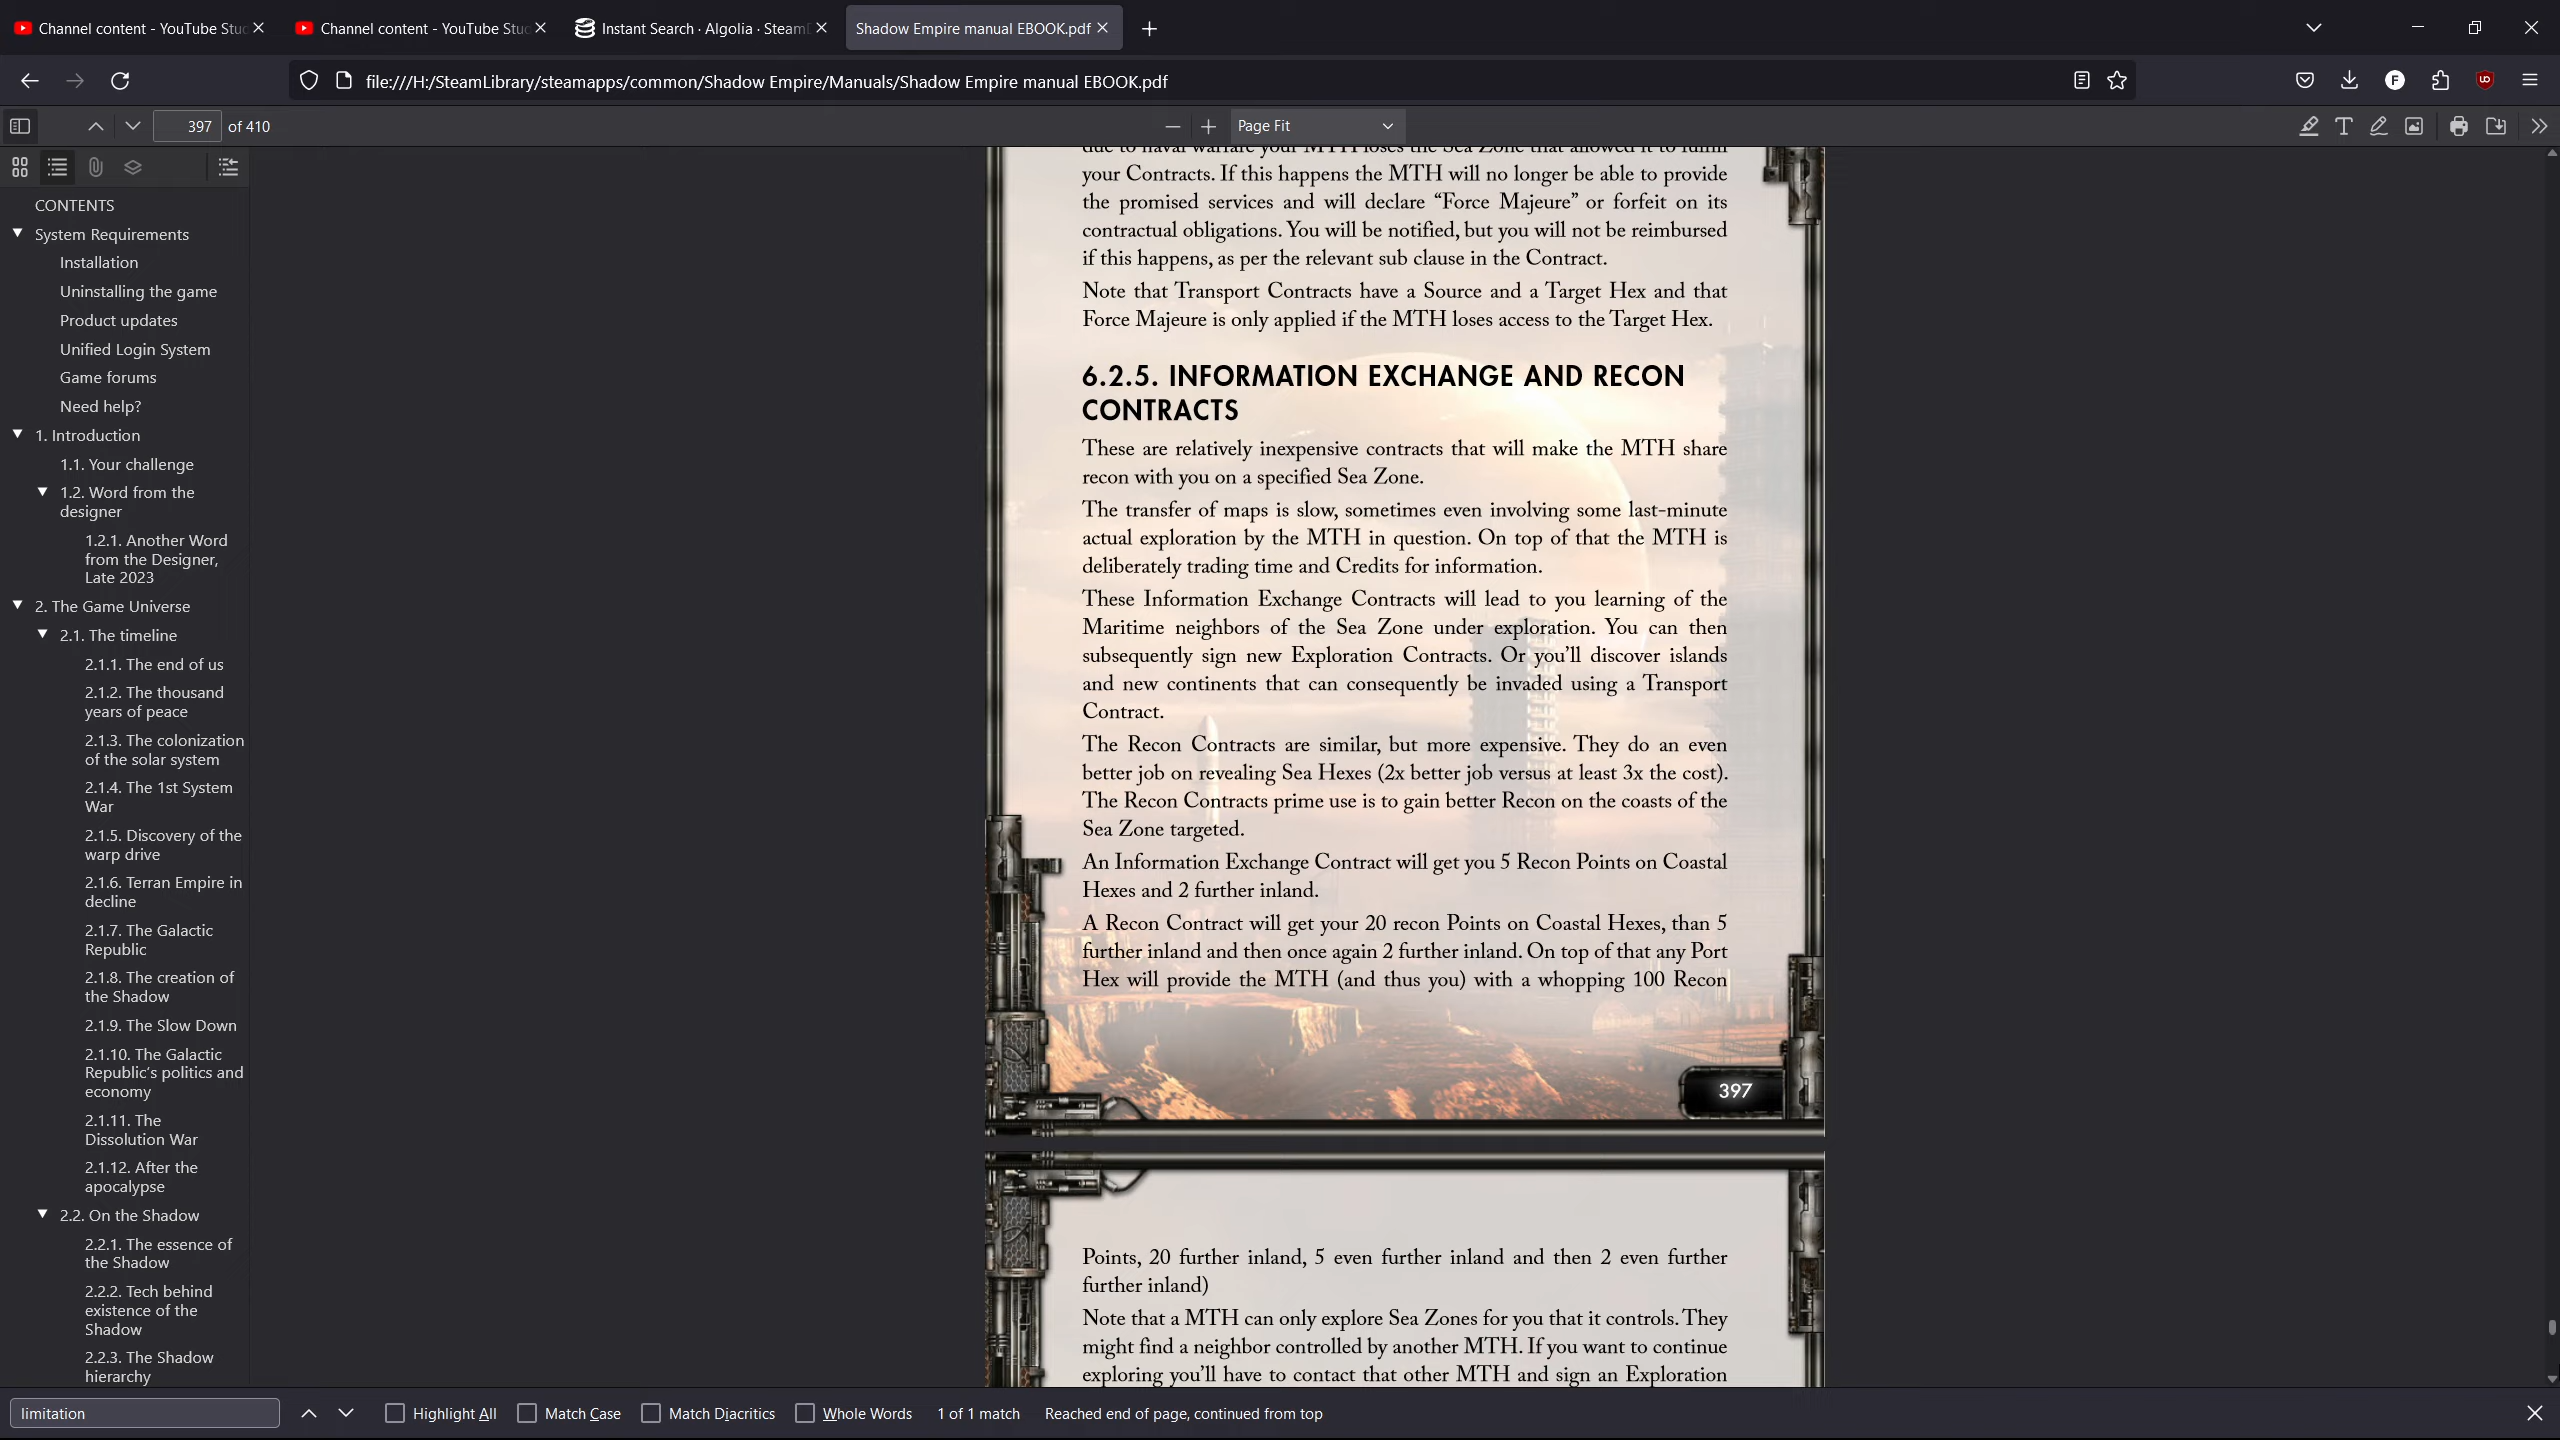 Channel content - YouTube Stu
Channel content - YouTube Stu
Instant Search · Algolia · Steam
Shadow Empire manual EBOOK.pdf
file:///H:/SteamLibrary/steamapps/common/Shadow Empire/Manuals/Shadow Empire manual EBOOK.pdf
397 of 410
Page Fit
CONTENTS
System Requirements
Installation
Uninstalling the game
Product updates
Unified Login System
Game forums
Need help?
1. Introduction
1.1. Your challenge
1.2. Word from the
designer
1.2.1. Another Word
from the Designer,
Late 2023
2. The Game Universe
2.1. The timeline
2.1.1. The end of us
2.1.2. The thousand
years of peace
2.1.3. The colonization
of the solar system
2.1.4. The 1st System
War
2.1.5. Discovery of the
warp drive
2.1.6. Terran Empire in
decline
2.1.7. The Galactic
Republic
2.1.8. The creation of
the Shadow
2.1.9. The Slow Down
2.1.10. The Galactic
Republic's politics and
economy
2.1.11. The
Dissolution War
2.1.12. After the
apocalypse
2.2. On the Shadow
2.2.1. The essence of
the Shadow
2.2.2. Tech behind
existence of the
Shadow
2.2.3. The Shadow
hierarchy
due to naval warfare your MTH loses the Sea Zone that allowed it to fulfill
your Contracts. If this happens the MTH will no longer be able to provide
the promised services and will declare “Force Majeure” or forfeit on its
contractual obligations. You will be notified, but you will not be reimbursed
if this happens, as per the relevant sub clause in the Contract.
Note that Transport Contracts have a Source and a Target Hex and that
Force Majeure is only applied if the MTH loses access to the Target Hex.
6.2.5. INFORMATION EXCHANGE AND RECON
CONTRACTS
These are relatively inexpensive contracts that will make the MTH share
recon with you on a specified Sea Zone.
The transfer of maps is slow, sometimes even involving some last-minute
actual exploration by the MTH in question. On top of that the MTH is
deliberately trading time and Credits for information.
These Information Exchange Contracts will lead to you learning of the
Maritime neighbors of the Sea Zone under exploration. You can then
subsequently sign new Exploration Contracts. Or you’ll discover islands
and new continents that can consequently be invaded using a Transport
Contract.
The Recon Contracts are similar, but more expensive. They do an even
better job on revealing Sea Hexes (2x better job versus at least 3x the cost).
The Recon Contracts prime use is to gain better Recon on the coasts of the
Sea Zone targeted.
An Information Exchange Contract will get you 5 Recon Points on Coastal
Hexes and 2 further inland.
A Recon Contract will get your 20 recon Points on Coastal Hexes, than 5
further inland and then once again 2 further inland. On top of that any Port
Hex will provide the MTH (and thus you) with a whopping 100 Recon
397
Points, 20 further inland, 5 even further inland and then 2 even further
further inland)
Note that a MTH can only explore Sea Zones for you that it controls. They
might find a neighbor controlled by another MTH. If you want to continue
exploring you’ll have to contact that other MTH and sign an Exploration
limitation
Highlight All
Match Case
Match Diacritics
Whole Words
1 of 1 match
Reached end of page, continued from top